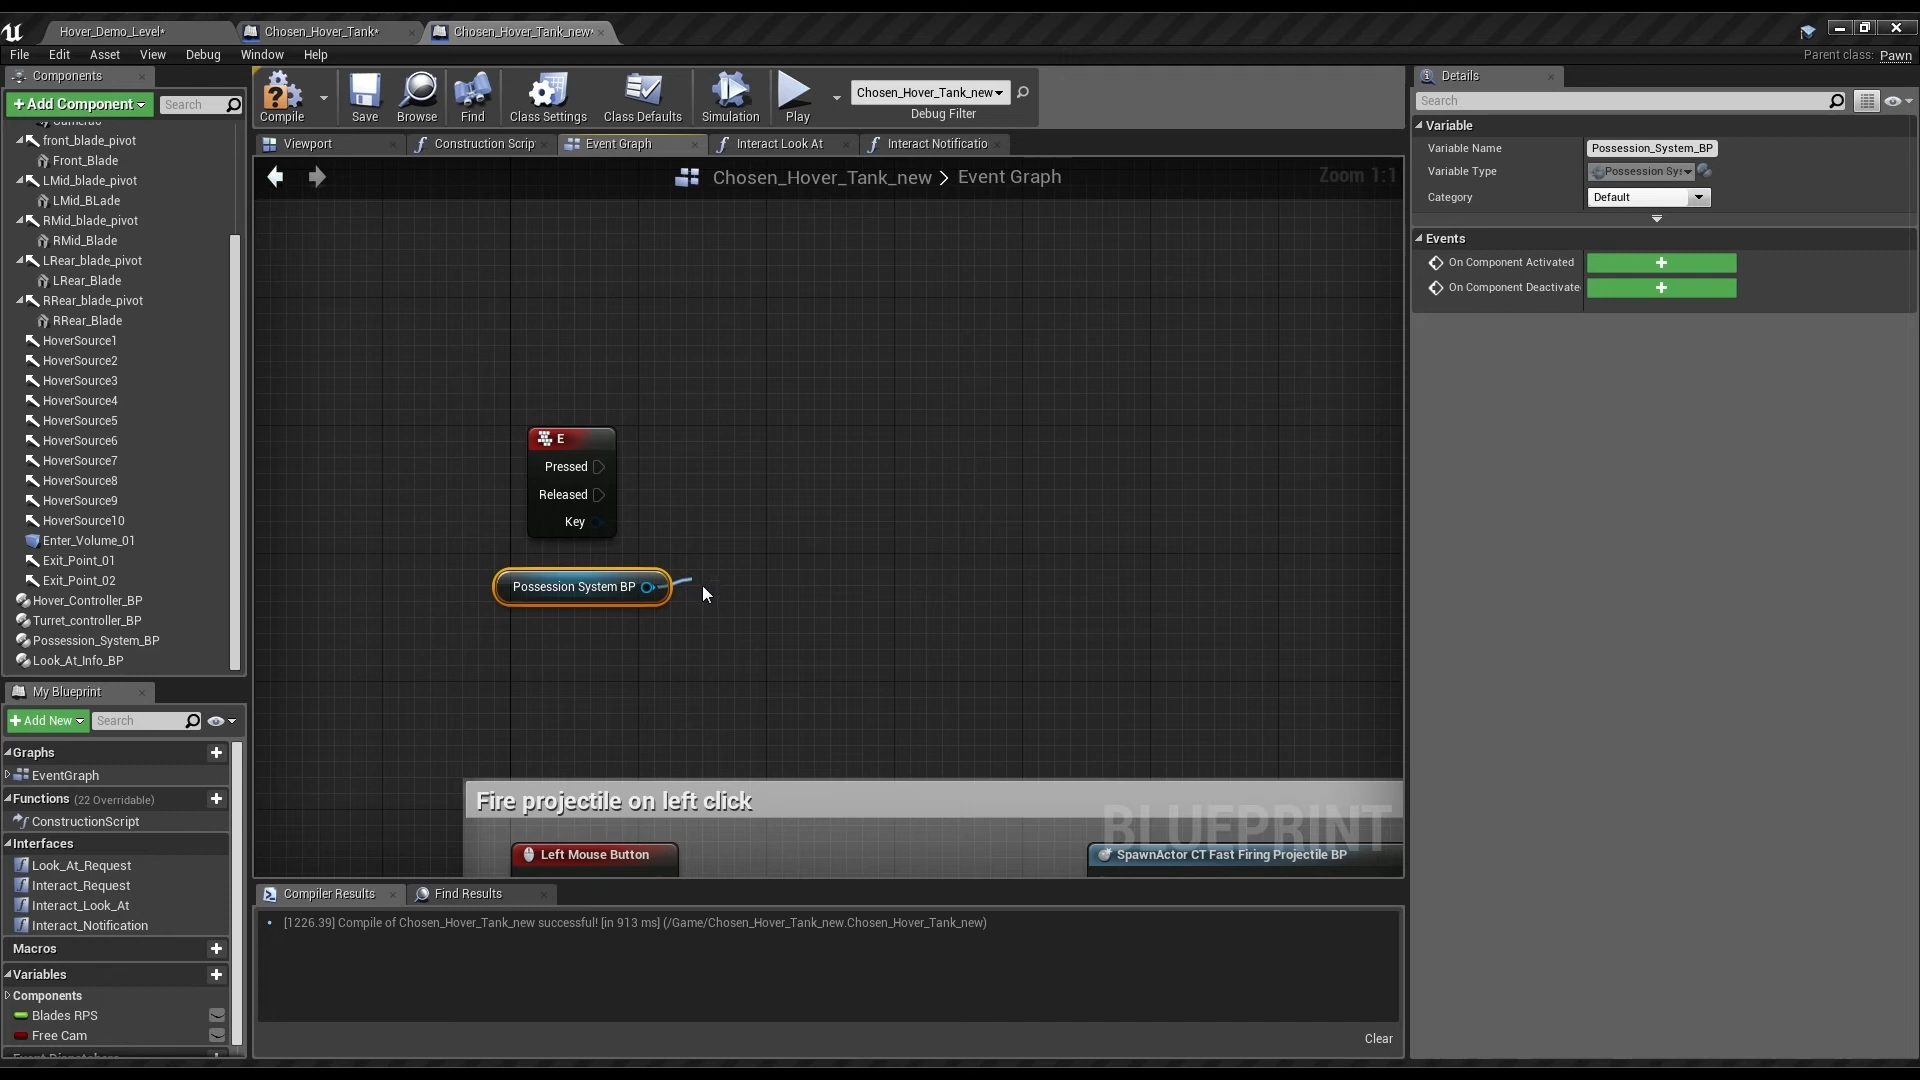 Hover_Demo_Level*
Chosen_Hover_Tank*
Chosen_Hover_Tank_new*
File
Edit
Asset
View
Debug
Window
Help
Parent class: Pawn
Components
+Add Component
Search
front_blade_pivot
Front_Blade
LMid_blade_pivot
LMid_BLade
RMid_blade_pivot
RMid_Blade
LRear_blade_pivot
LRear_Blade
RRear_blade_pivot
RRear_Blade
HoverSource1
HoverSource2
HoverSource3
HoverSource4
HoverSource5
HoverSource6
HoverSource7
HoverSource8
HoverSource9
HoverSource10
Enter_Volume_01
Exit_Point_01
Exit_Point_02
Hover_Controller_BP
Turret_controller_BP
Possession_System_BP
Look_At_Info_BP
My Blueprint
+Add New
Search
Graphs
EventGraph
Functions (22 Overridable)
ConstructionScript
Interfaces
Look_At_Request
Interact_Request
Interact_Look_At
Interact_Notification
Macros
Variables
Components
Blades RPS
Free Cam
Compile
Save
Browse
Find
Class Settings
Class Defaults
Simulation
Play
Chosen_Hover_Tank_new
Debug Filter
Viewport
Construction Scrip
Event Graph
Interact Look At
Interact Notificatio
Chosen_Hover_Tank_new > Event Graph
Zoom 1:1
E
Pressed
Released
Key
Possession System BP
Fire projectile on left click
BLUEPRINT
Left Mouse Button
SpawnActor CT Fast Firing Projectile BP
Compiler Results
Find Results
[1226.39] Compile of Chosen_Hover_Tank_new successful! [in 913 ms] (/Game/Chosen_Hover_Tank_new.Chosen_Hover_Tank_new)
Clear
Details
Search
Variable
Variable Name
Possession_System_BP
Variable Type
Possession Sys
Category
Default
Events
On Component Activated
On Component Deactivate